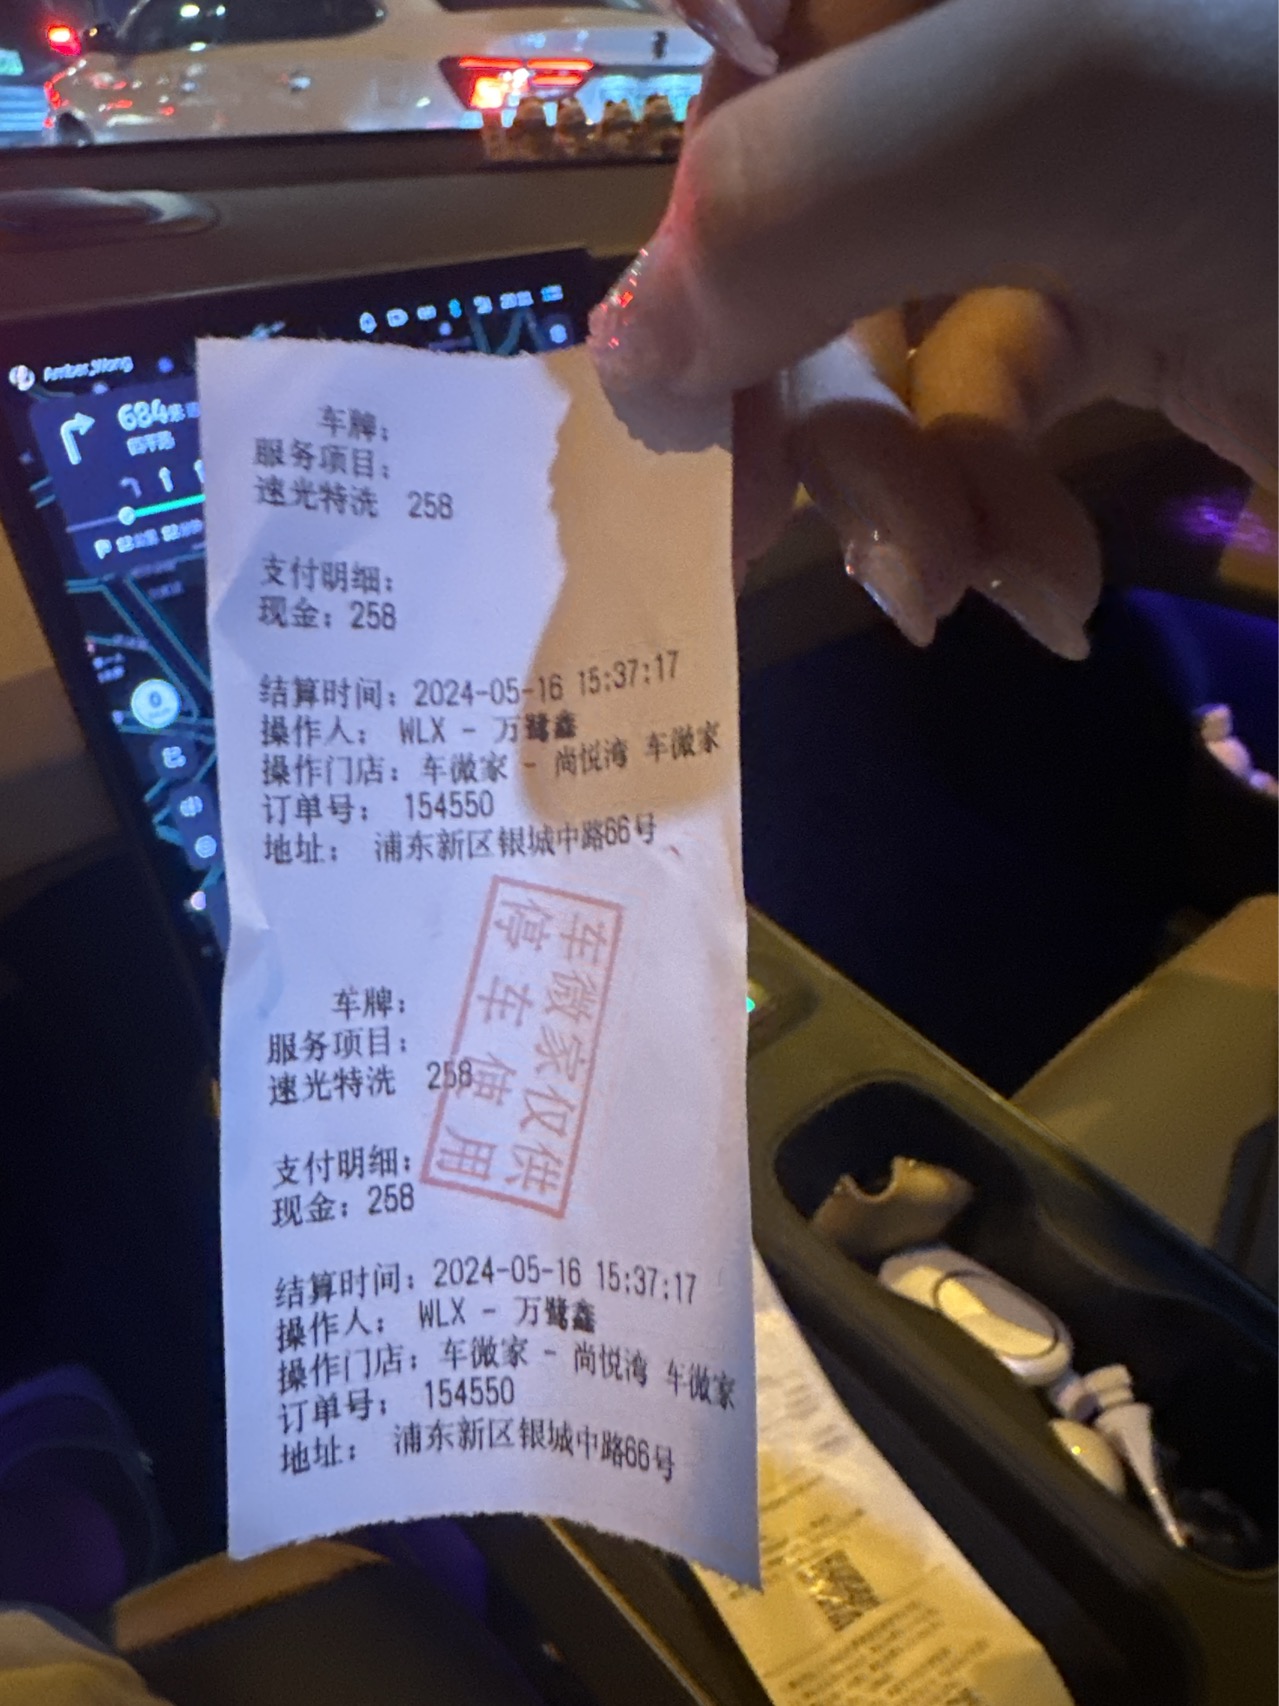 Amber_Wong
684米
车牌:
服务项目:
速光特洗 258
支付明细:
现金: 258
结算时间: 2024-05-16 15:37:17
操作人: WLX - 万鹭鑫
操作门店: 车微家 - 尚悦湾 车微家
订单号: 154550
地址: 浦东新区银城中路66号
车微家仅供
停车使用
车牌:
服务项目:
速光特洗 258
支付明细:
现金: 258
结算时间: 2024-05-16 15:37:17
操作人: WLX - 万鹭鑫
操作门店: 车微家 - 尚悦湾 车微家
订单号: 154550
地址: 浦东新区银城中路66号